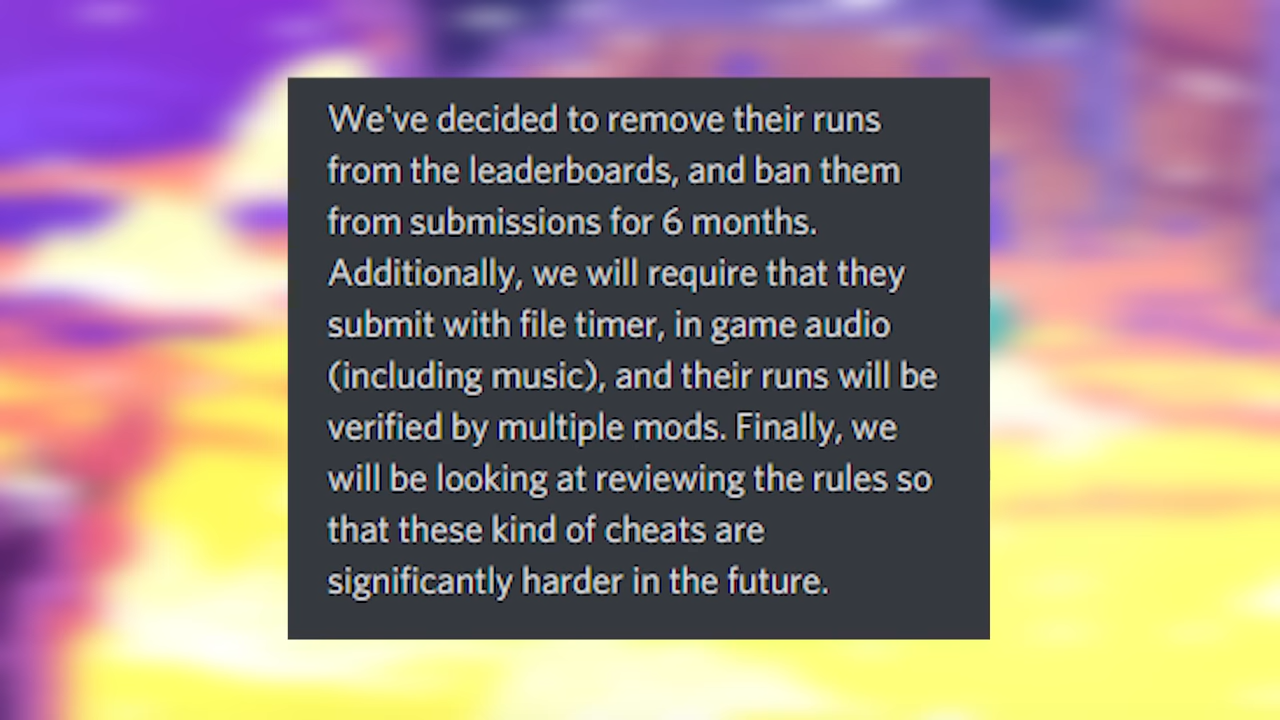 We've decided to remove their runs
from the leaderboards, and ban them
from submissions for 6 months.
Additionally, we will require that they
submit with file timer, in game audio
(including music), and their runs will be
verified by multiple mods. Finally, we
will be looking at reviewing the rules so
that these kind of cheats are
significantly harder in the future.